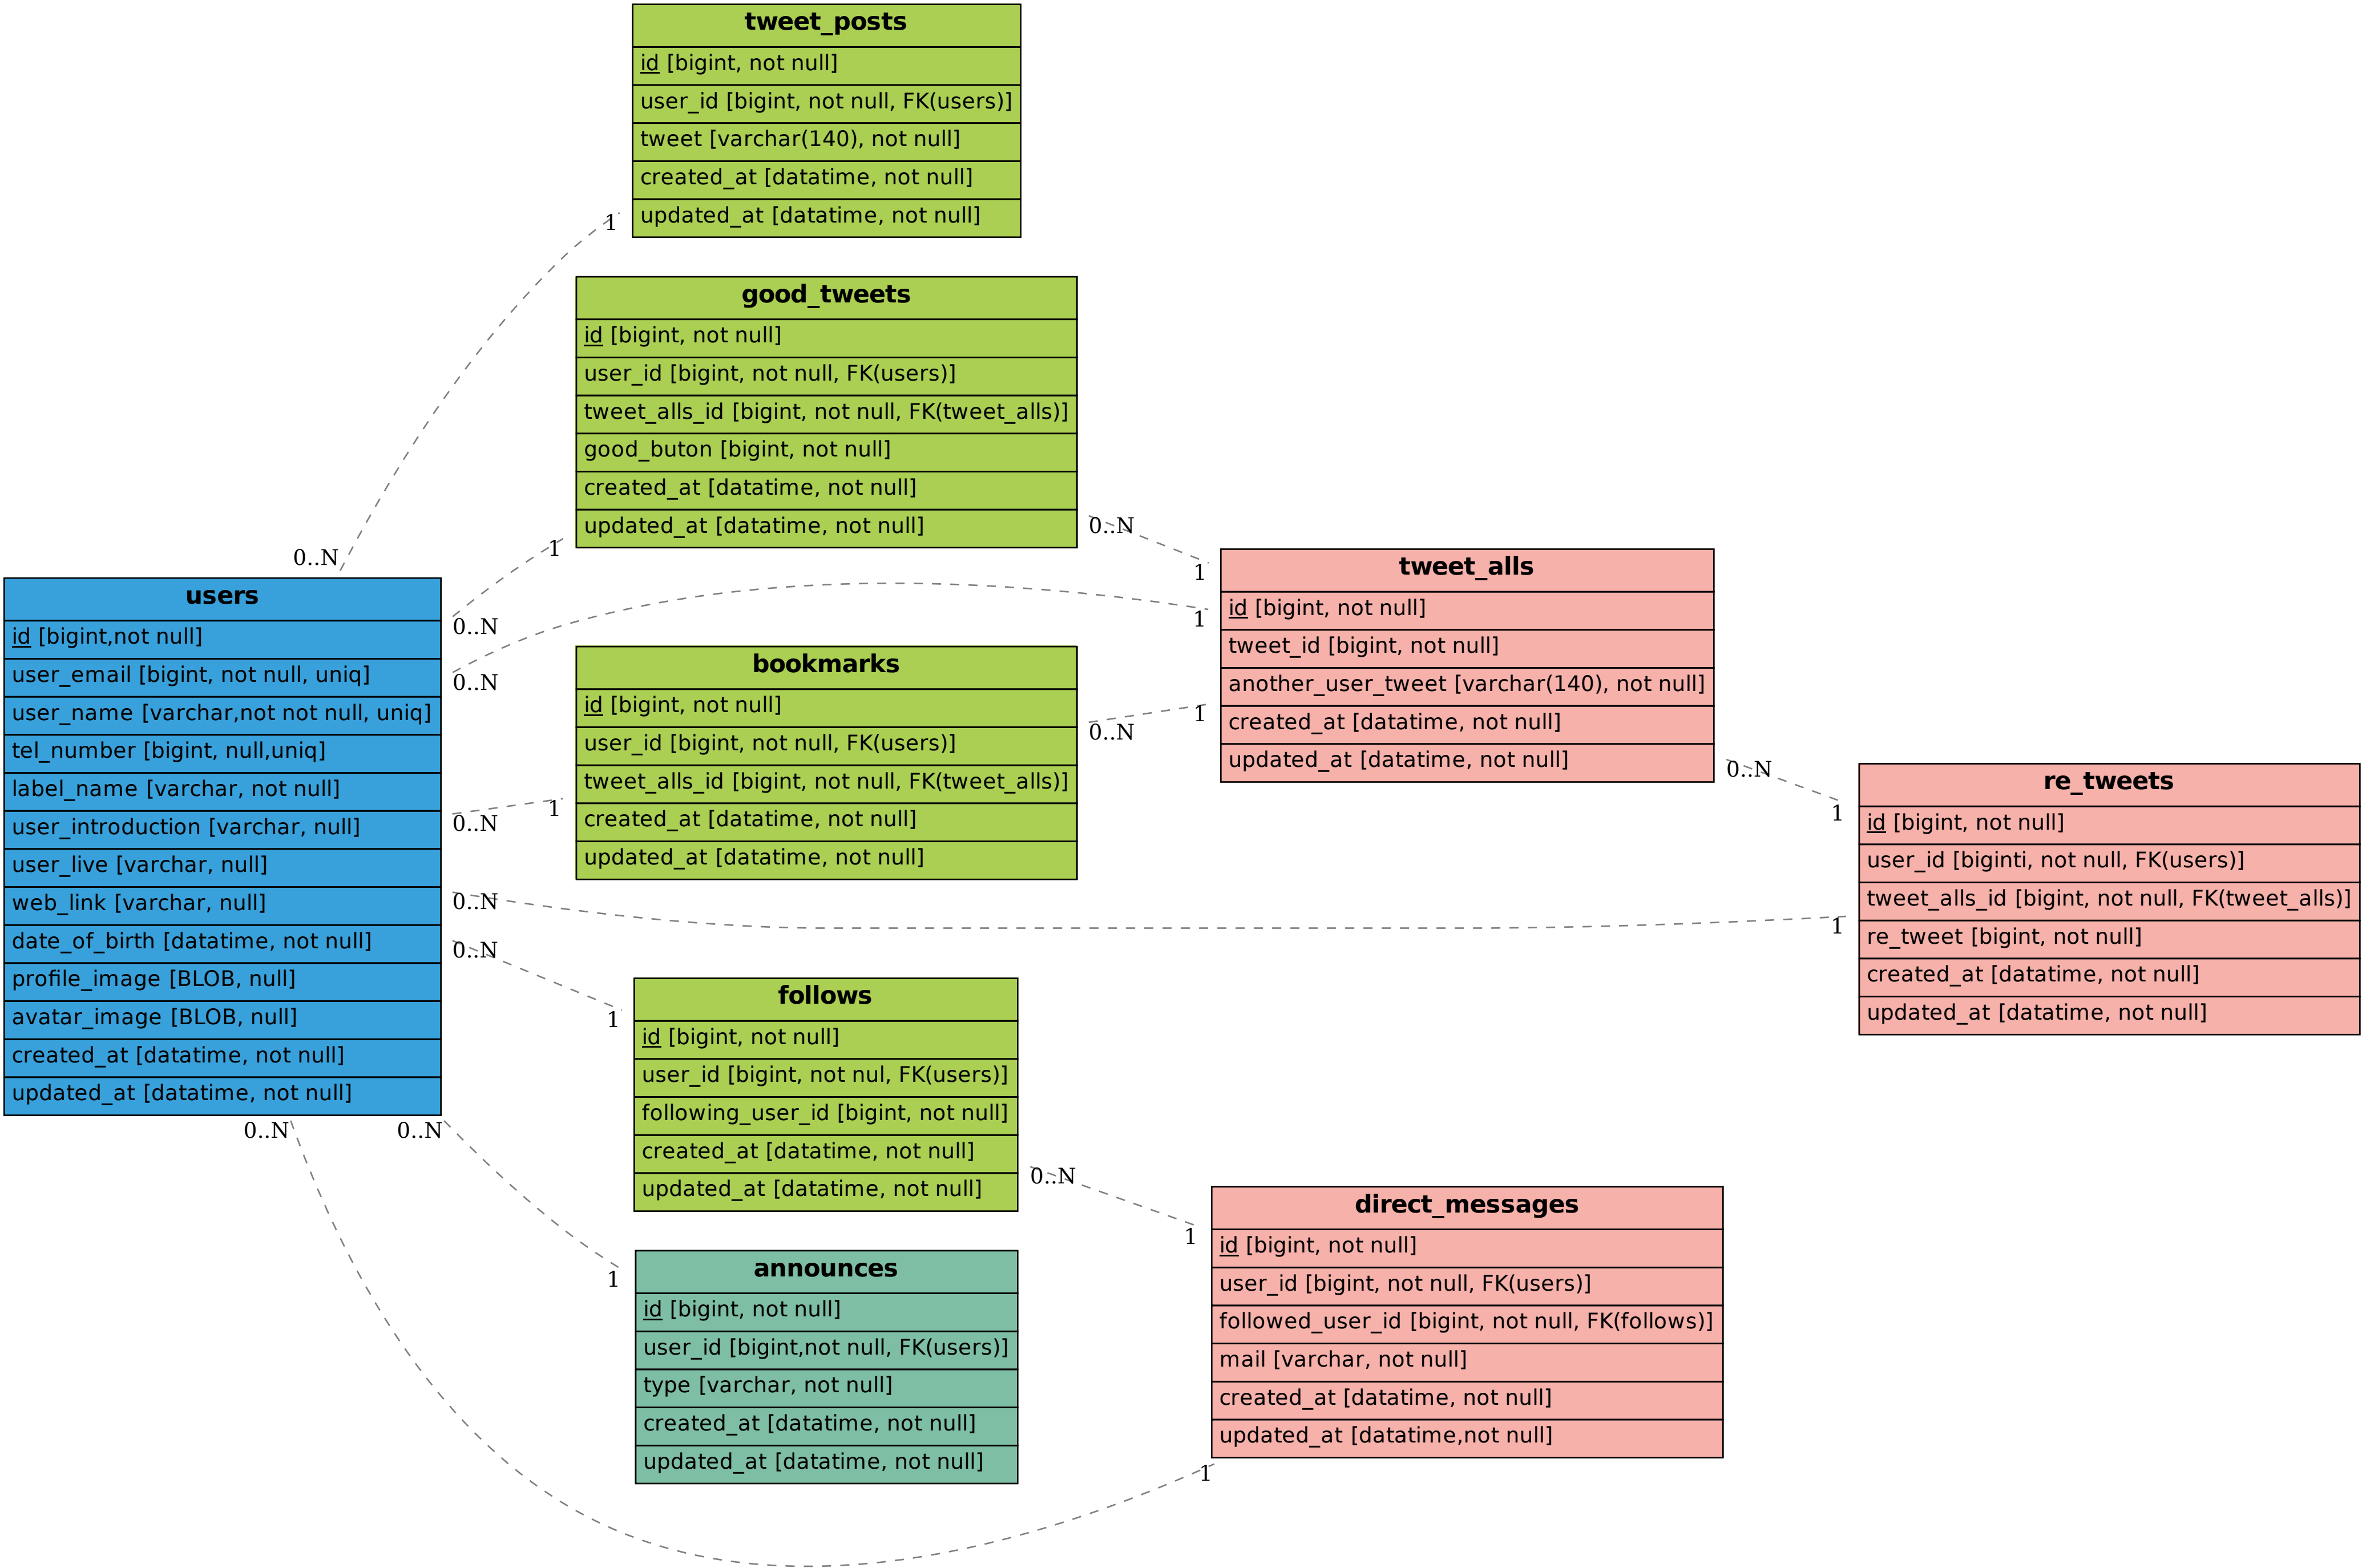 tweet_posts
id [bigint, not null]
user_id [bigint, not null, FK(users)]
tweet [varchar(140), not null]
created_at [datatime, not null]
updated_at [datatime, not null]
1
0..N
good_tweets
id [bigint, not null]
user_id [bigint, not null, FK(users)]
tweet_alls_id [bigint, not null, FK(tweet_alls)]
good_buton [bigint, not null]
created_at [datatime, not null]
updated_at [datatime, not null]
1
0..N
0..N
1
users
id [bigint,not null]
user_email [bigint, not null, uniq]
user_name [varchar,not not null, uniq]
tel_number [bigint, null,uniq]
label_name [varchar, not null]
user_introduction [varchar, null]
user_live [varchar, null]
web_link [varchar, null]
date_of_birth [datatime, not null]
profile_image [BLOB, null]
avatar_image [BLOB, null]
created_at [datatime, not null]
updated_at [datatime, not null]
0..N
1
tweet_alls
id [bigint, not null]
tweet_id [bigint, not null]
another_user_tweet [varchar(140), not null]
created_at [datatime, not null]
updated_at [datatime, not null]
bookmarks
id [bigint, not null]
user_id [bigint, not null, FK(users)]
tweet_alls_id [bigint, not null, FK(tweet_alls)]
created_at [datatime, not null]
updated_at [datatime, not null]
0..N
1
0..N
1
0..N
1
re_tweets
id [bigint, not null]
user_id [biginti, not null, FK(users)]
tweet_alls_id [bigint, not null, FK(tweet_alls)]
re_tweet [bigint, not null]
created_at [datatime, not null]
updated_at [datatime, not null]
0..N
1
0..N
1
follows
id [bigint, not null]
user_id [bigint, not nul, FK(users)]
following_user_id [bigint, not null]
created_at [datatime, not null]
updated_at [datatime, not null]
0..N
1
0..N
0..N
1
announces
id [bigint, not null]
user_id [bigint,not null, FK(users)]
type [varchar, not null]
created_at [datatime, not null]
updated_at [datatime, not null]
direct_messages
id [bigint, not null]
user_id [bigint, not null, FK(users)]
followed_user_id [bigint, not null, FK(follows)]
mail [varchar, not null]
created_at [datatime, not null]
updated_at [datatime,not null]
1